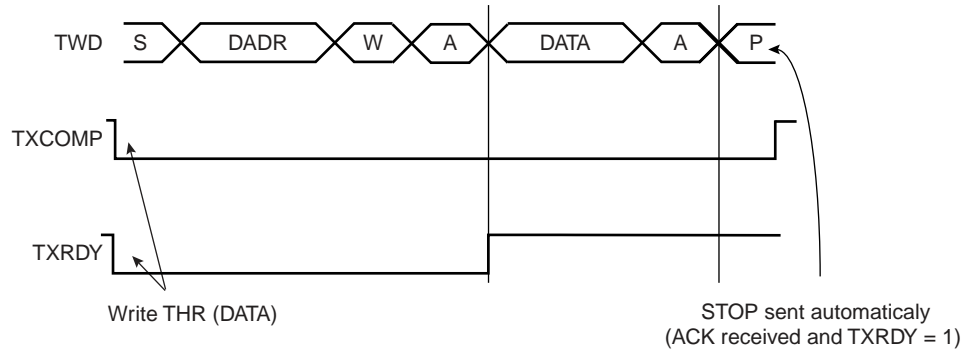 TWD S DADR W A DATA A P
TXCOMP
TXRDY
Write THR (DATA)
STOP sent automaticaly
(ACK received and TXRDY = 1)